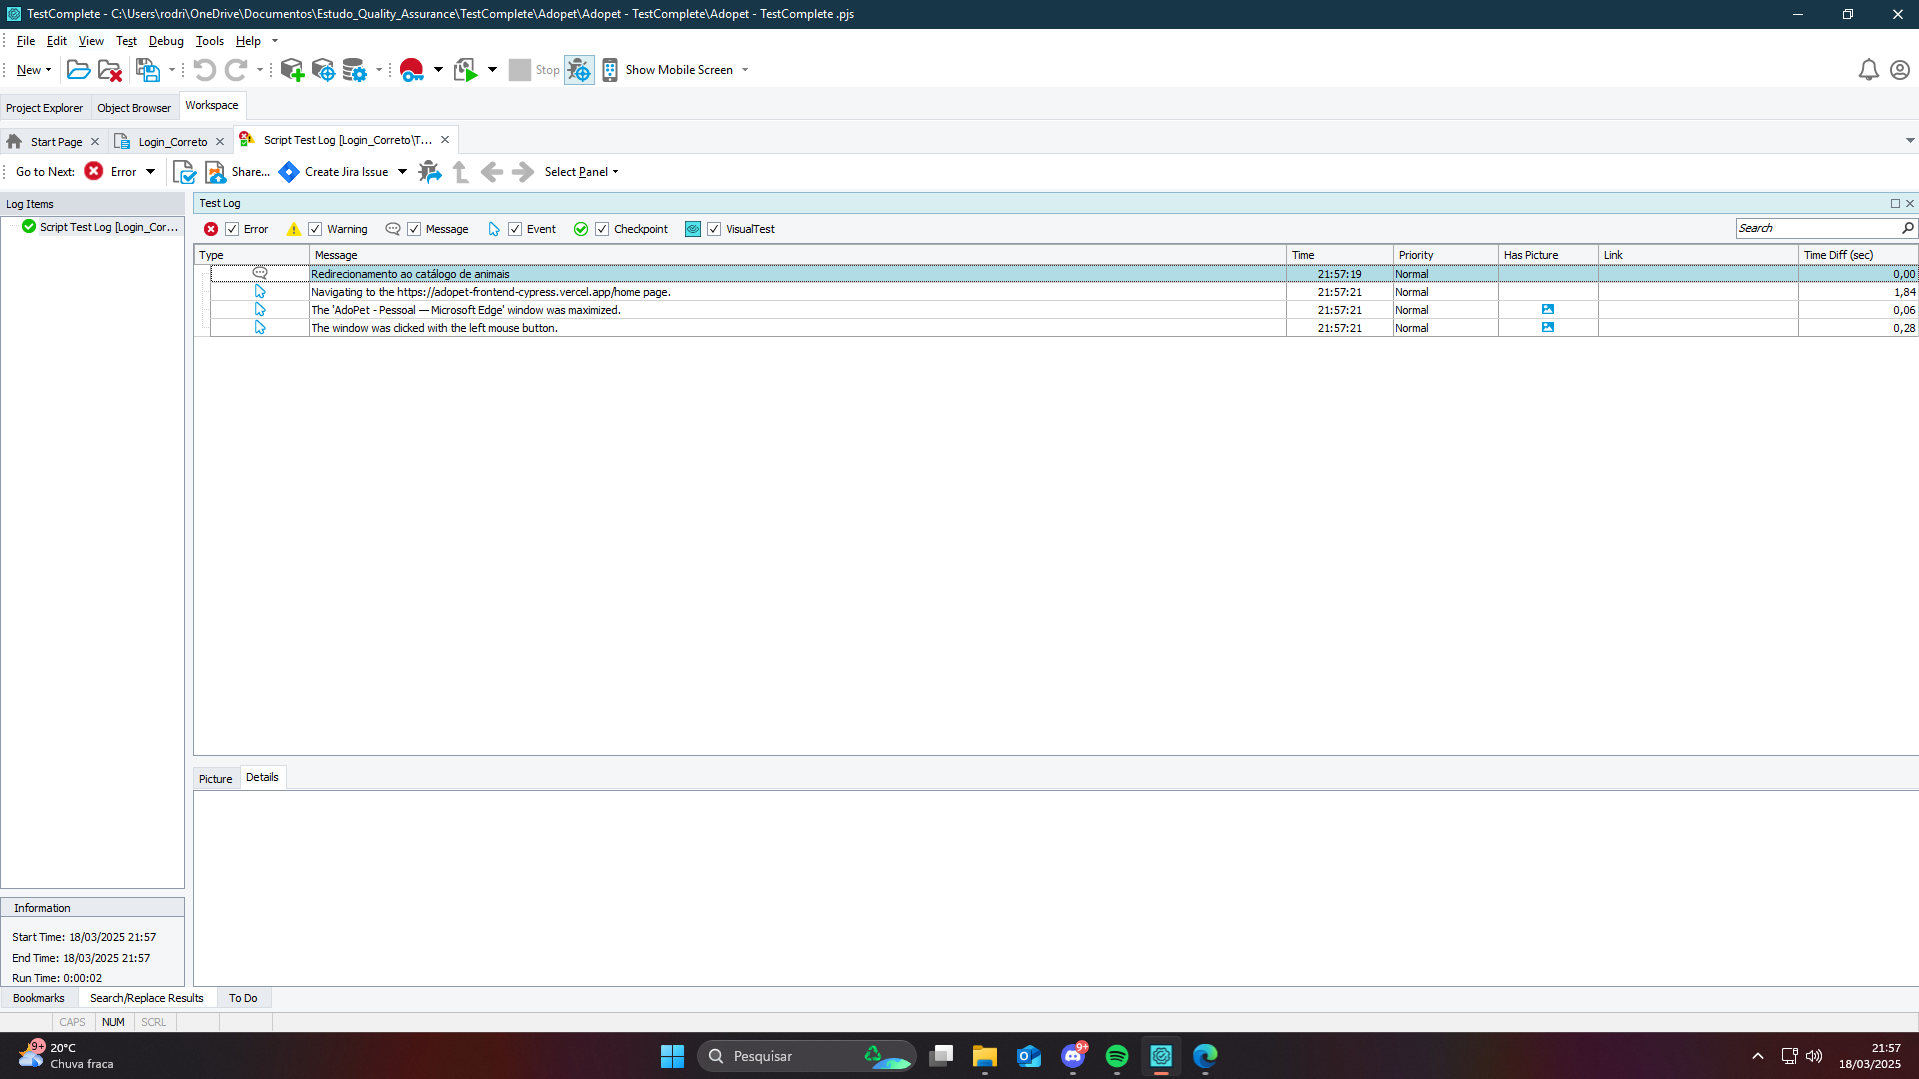 TestComplete - C:\Users\rodri\OneDrive\Documentos\Estudo_Quality_Assurance\TestComplete\Adopet\Adopet - TestComplete\Adopet - TestComplete .pjs
File Edit View Test Debug Tools Help
New Stop Show Mobile Screen
Project Explorer Object Browser Workspace
Start Page Login_Correto Script Test Log [Login_Correto\T...
Go to Next: Error Share... Create Jira Issue Select Panel
Log Items
Script Test Log [Login_Cor...
Test Log
Error Warning Message Event Checkpoint VisualTest Search
Type Message Time Priority Has Picture Link Time Diff (sec)
Redirecionamento ao catálogo de animais 21:57:19 Normal 0,00
Navigating to the https://adopet-frontend-cypress.vercel.app/home page. 21:57:21 Normal 1,84
The 'AdoPet - Pessoal — Microsoft Edge' window was maximized. 21:57:21 Normal 0,06
The window was clicked with the left mouse button. 21:57:21 Normal 0,28
Picture Details
Information
Start Time: 18/03/2025 21:57
End Time: 18/03/2025 21:57
Run Time: 0:00:02
Bookmarks Search/Replace Results To Do
CAPS NUM SCRL
9+ 20°C
Chuva fraca
Pesquisar
9+
21:57
18/03/2025